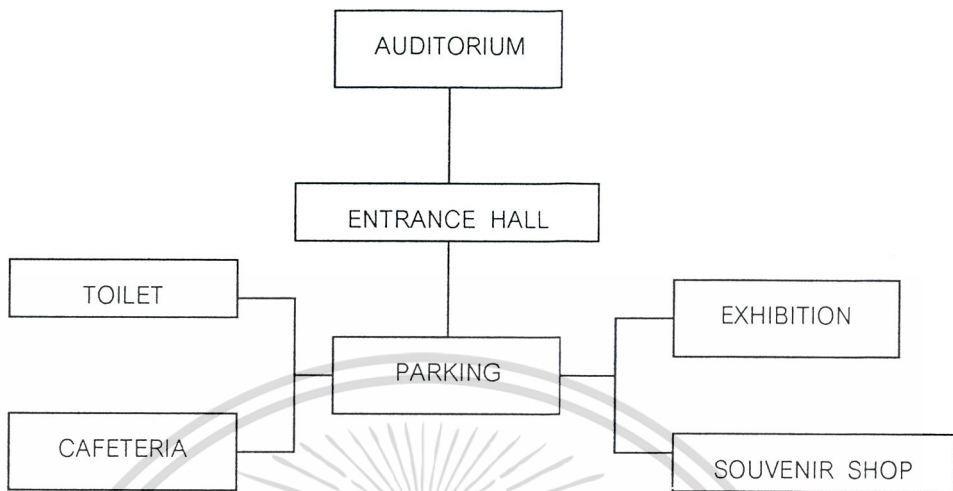 AUDITORIUM
ENTRANCE HALL
TOILET
EXHIBITION
PARKING
CAFETERIA
SOUVENIR SHOP